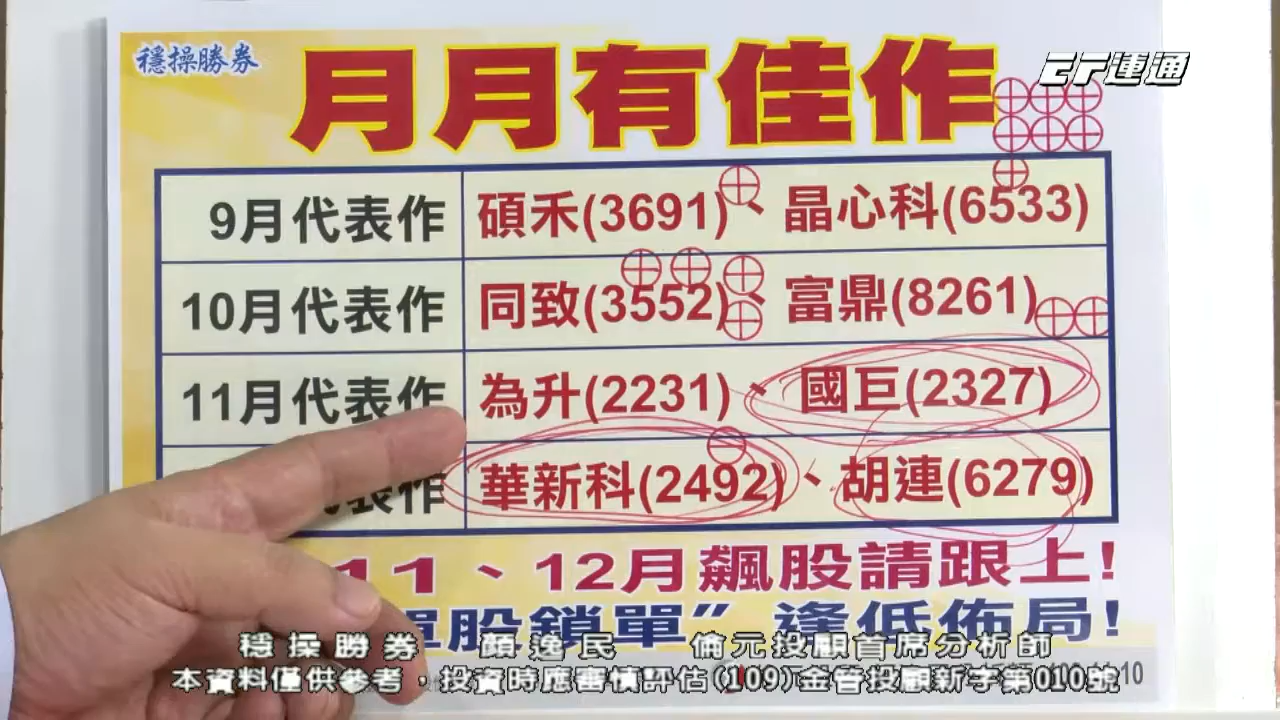 穩操勝券
EF運通
月月有佳作
9月代表作 碩禾(3691)、晶心科(6533)
10月代表作 同致(3552)、富鼎(8261)
11月代表作 為升(2231)、國巨(2327)
代表作 華新科(2492)、胡連(6279)
11、12月飆股請跟上!
單股鎖單” 逢低佈局!
穩操勝券 顏逸民 倫元投顧首席分析師
本資料僅供參考，投資時應審慎評估(109)金管投顧新字第010號